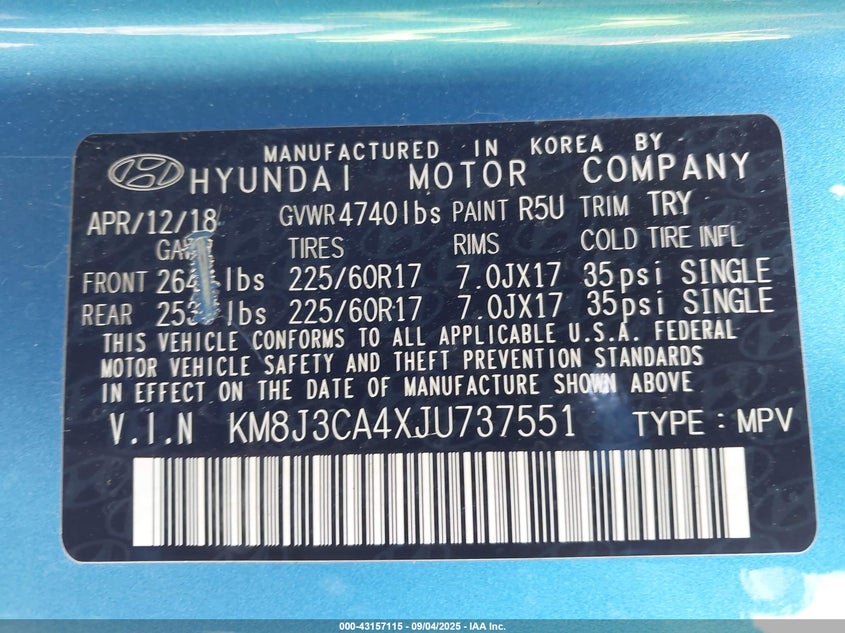 MANUFACTURED IN KOREA BY
HYUNDAI MOTOR COMPANY
APR/12/18 GVWR 4740lbs PAINT R5U TRIM TRY
TIRES RIMS COLD TIRE INFL
FRONT lbs 225/60R17 7.0JX17 35psi SINGLE
REAR lbs 225/60R17 7.0JX17 35psi SINGLE
THIS VEHICLE CONFORMS TO ALL APPLICABLE U.S.A. FEDERAL
MOTOR VEHICLE SAFETY AND THEFT PREVENTION STANDARDS
IN EFFECT ON THE DATE OF MANUFACTURE SHOWN ABOVE
V.I.N KM8J3CA4XJU737551 TYPE : MPV
000-43157115 - 09/04/2025 - IAA Inc.